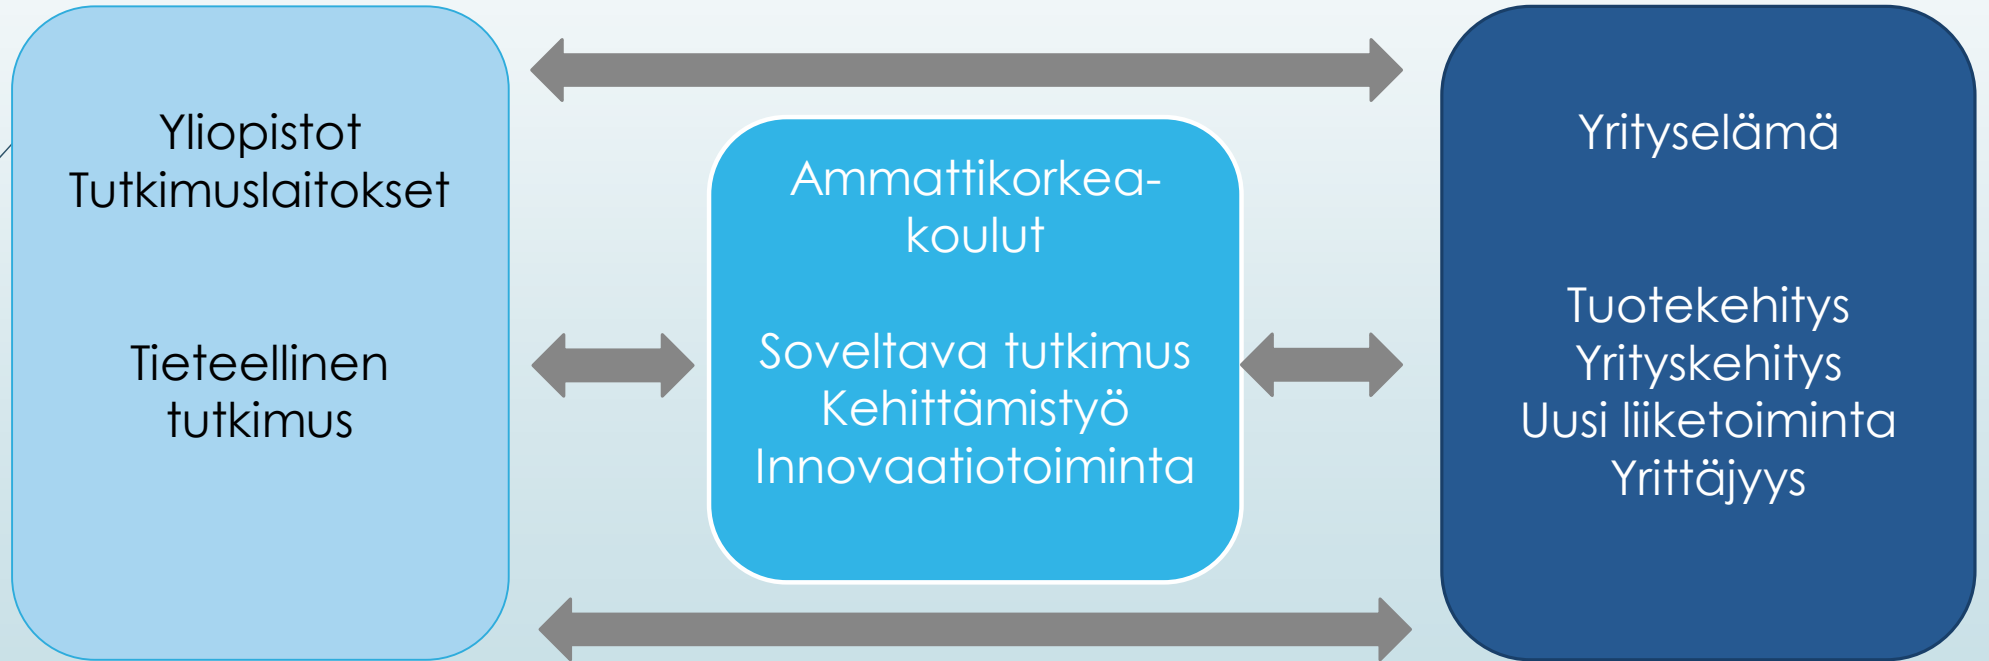 Yliopistot
Tutkimuslaitokset
Tieteellinen
tutkimus
Ammattikorkea-
koulut
Soveltava tutkimus
Kehittämistyö
Innovaatiotoiminta
Yrityselämä
Tuotekehitys
Yrityskehitys
Uusi liiketoiminta
Yrittäjyys